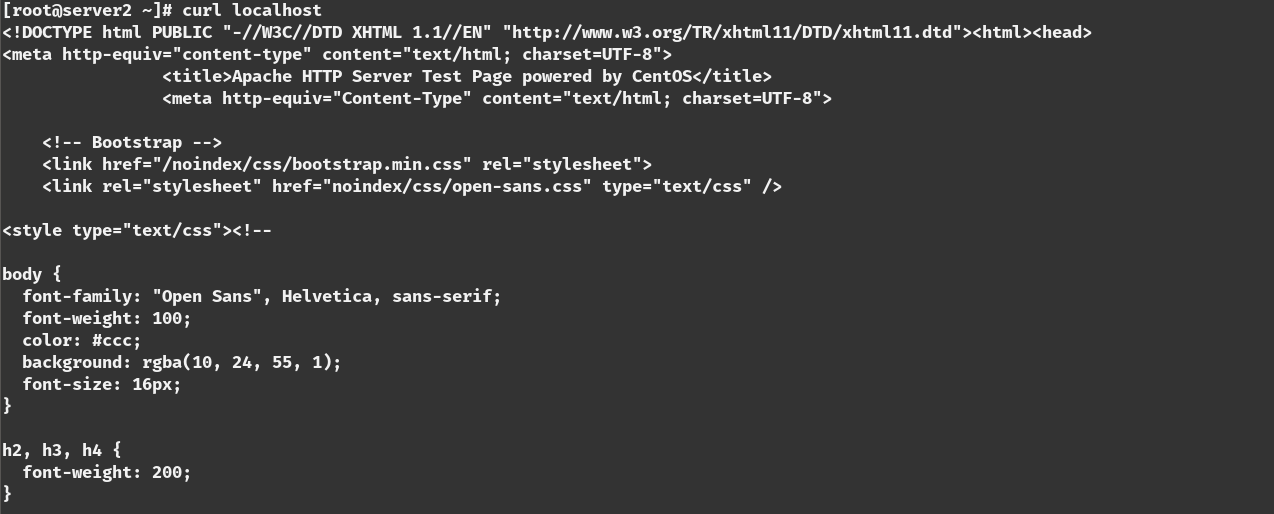 [root@server2 ~]# curl localhost
<!DOCTYPE html PUBLIC "-//W3C//DTD XHTML 1.1//EN" "http://www.w3.org/TR/xhtml11/DTD/xhtml11.dtd"><html><head>
<meta http-equiv="content-type" content="text/html; charset=UTF-8">
                <title>Apache HTTP Server Test Page powered by CentOS</title>
                <meta http-equiv="Content-Type" content="text/html; charset=UTF-8">

    <!-- Bootstrap -->
    <link href="/noindex/css/bootstrap.min.css" rel="stylesheet">
    <link rel="stylesheet" href="noindex/css/open-sans.css" type="text/css" />

<style type="text/css"><!--

body {
  font-family: "Open Sans", Helvetica, sans-serif;
  font-weight: 100;
  color: #ccc;
  background: rgba(10, 24, 55, 1);
  font-size: 16px;
}

h2, h3, h4 {
  font-weight: 200;
}